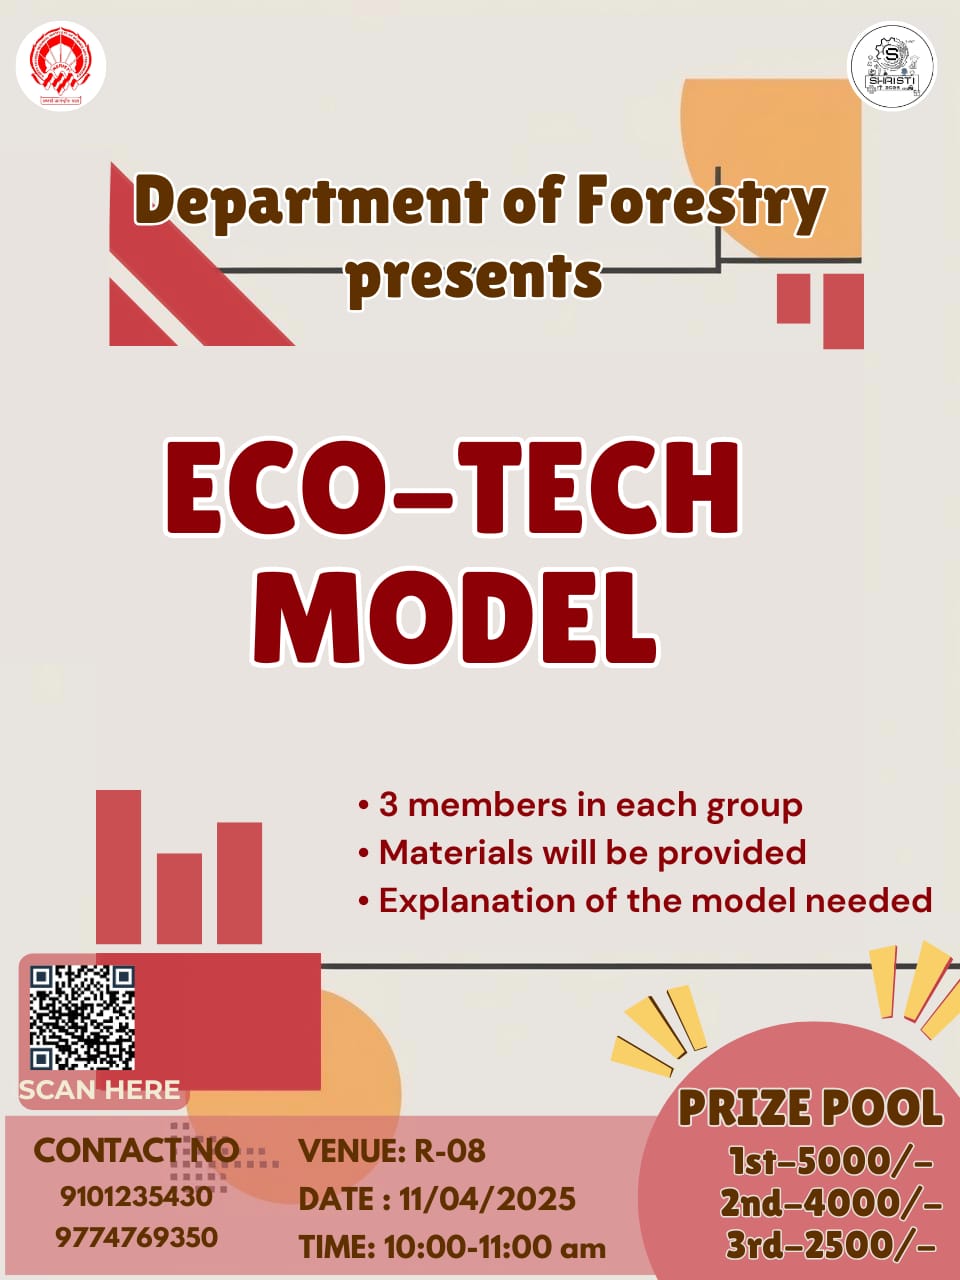 SHRISTI
Department of Forestry
presents
ECO-TECH
MODEL
• 3 members in each group
• Materials will be provided
• Explanation of the model needed
SCAN HERE
CONTACT NO
9101235430
9774769350
VENUE: R-08
DATE : 11/04/2025
TIME: 10:00-11:00 am
PRIZE POOL
1st-5000/-
2nd-4000/-
3rd-2500/-